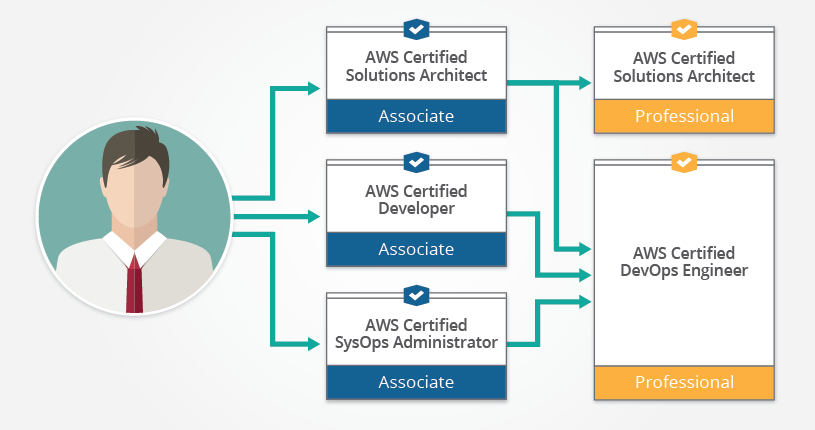 AWS Certified
Solutions Architect
Associate
AWS Certified
Solutions Architect
Professional
AWS Certified
Developer
Associate
AWS Certified
DevOps Engineer
Professional
AWS Certified
SysOps Administrator
Associate